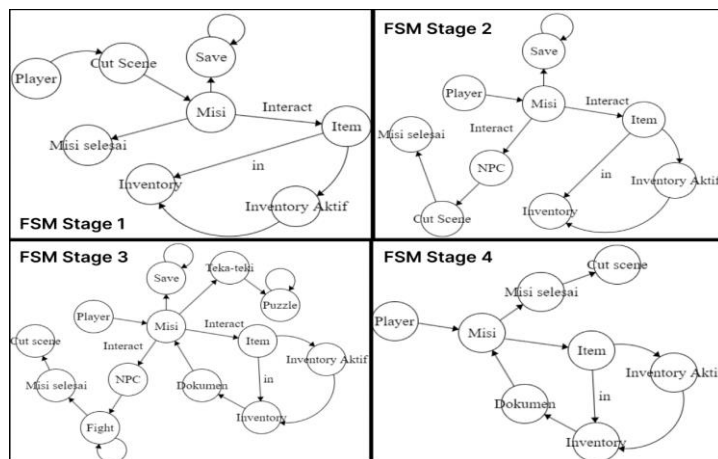 FSM Stage 1
Player
Cut Scene
Save
Misi
Interact
Item
Misi selesai
in
Inventory
Inventory Aktif
FSM Stage 2
Save
Player
Misi
Interact
Item
Misi selesai
Interact
NPC
in
Inventory Aktif
Cut Scene
Inventory
FSM Stage 3
Save
Teka-teki
Puzzle
Player
Misi
Interact
Item
Cut scene
Interact
Inventory Aktif
Misi selesai
NPC
Dokumen
in
Fight
Inventory
FSM Stage 4
Cut scene
Misi selesai
Player
Misi
Item
Inventory Aktif
Dokumen
in
Inventory